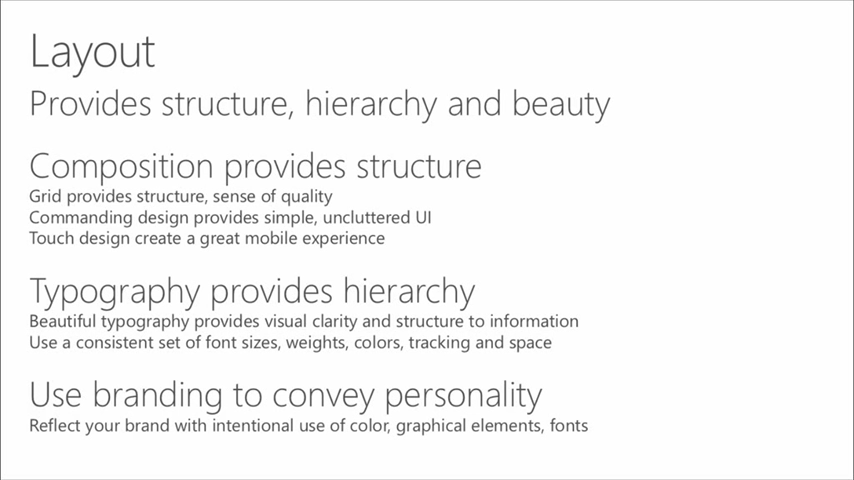 Layout
Provides structure, hierarchy and beauty
Composition provides structure
Grid provides structure, sense of quality
Commanding design provides simple, uncluttered UI
Touch design create a great mobile experience
Typography provides hierarchy
Beautiful typography provides visual clarity and structure to information
Use a consistent set of font sizes, weights, colors, tracking and space
Use branding to convey personality
Reflect your brand with intentional use of color, graphical elements, fonts